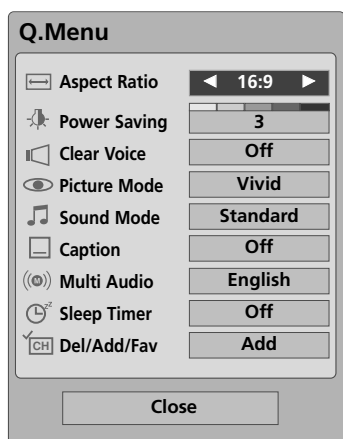 Q.Menu
Aspect Ratio ◄ 16:9 ►
Power Saving 3
Clear Voice Off
Picture Mode Vivid
Sound Mode Standard
Caption Off
Multi Audio English
Sleep Timer Off
Del/Add/Fav Add
Close